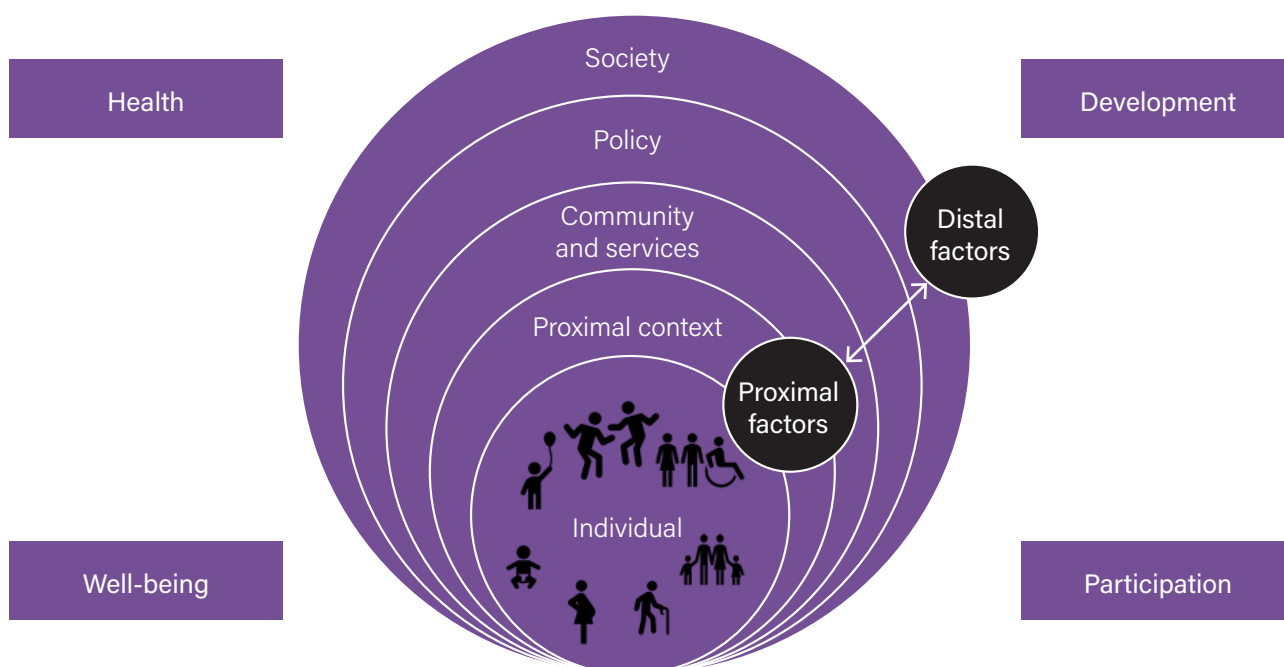 Society
Health
Development
Policy
Community
and services
Distal
factors
Proximal context
Proximal
factors
Individual
Well-being
Participation